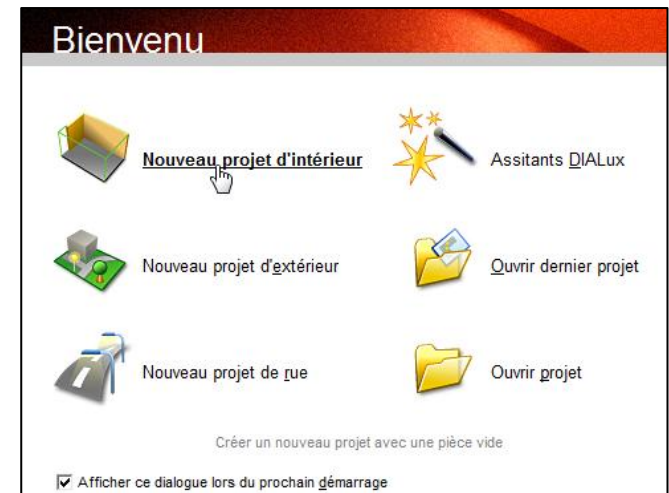 Bienvenu
Nouveau projet d'intérieur
Assitants DIALux
Nouveau projet d'extérieur
Ouvrir dernier projet
Nouveau projet de rue
Ouvrir projet
Créer un nouveau projet avec une pièce vide
Afficher ce dialogue lors du prochain démarrage